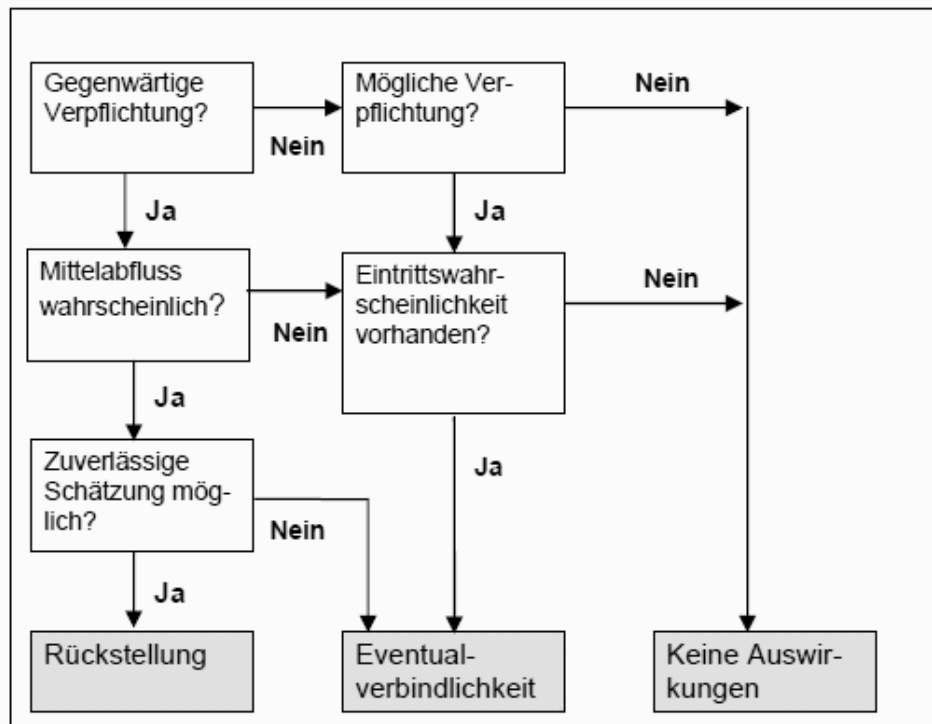 Gegenwärtige
Verpflichtung?
Mögliche Ver-
pflichtung?
Nein
Nein
Ja
Ja
Mittelabfluss
wahrscheinlich?
Eintrittswahr-
scheinlichkeit
vorhanden?
Nein
Nein
Ja
Zuverlässige
Schätzung mög-
lich?
Ja
Nein
Ja
Rückstellung
Eventual-
verbindlichkeit
Keine Auswir-
kungen